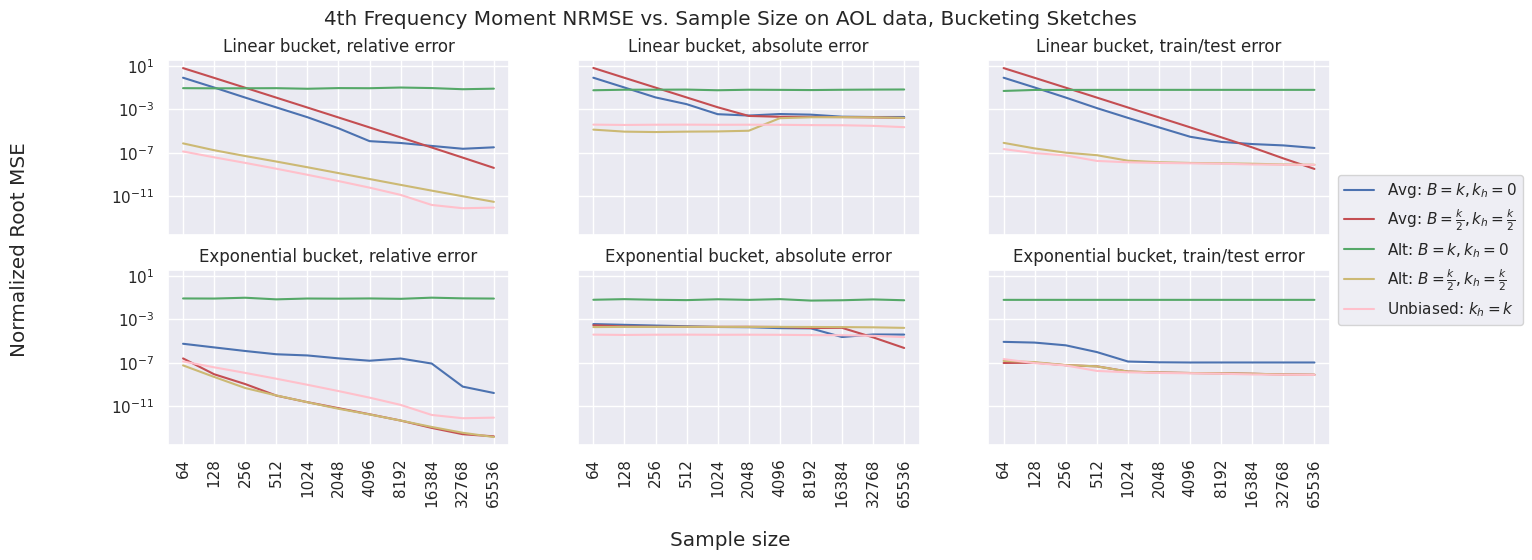 4th Frequency Moment NRMSE vs. Sample Size on AOL data, Bucketing Sketches
Linear bucket, relative error
Linear bucket, absolute error
Linear bucket, train/test error
10^1
10^-3
10^-7
10^-11
Normalized Root MSE
Exponential bucket, relative error
Exponential bucket, absolute error
Exponential bucket, train/test error
10^1
10^-3
10^-7
10^-11
64 128 256 512 1024 2048 4096 8192 16384 32768 65536
64 128 256 512 1024 2048 4096 8192 16384 32768 65536
64 128 256 512 1024 2048 4096 8192 16384 32768 65536
Sample size
Avg: B = k, k_h = 0
Avg: B = k/2, k_h = k/2
Alt: B = k, k_h = 0
Alt: B = k/2, k_h = k/2
Unbiased: k_h = k